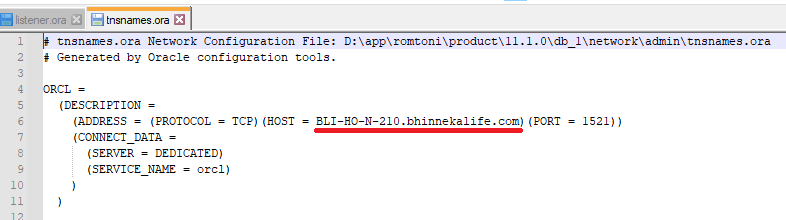 listener.ora tnsnames.ora
1 # tnsnames.ora Network Configuration File: D:\app\romtoni\product\11.1.0\db_1\network\admin\tnsnames.ora
2 # Generated by Oracle configuration tools.
3
4 ORCL =
5 (DESCRIPTION =
6 (ADDRESS = (PROTOCOL = TCP)(HOST = BLI-HO-N-210.bhinnekalife.com)(PORT = 1521))
7 (CONNECT_DATA =
8 (SERVER = DEDICATED)
9 (SERVICE_NAME = orcl)
10 )
11 )
12